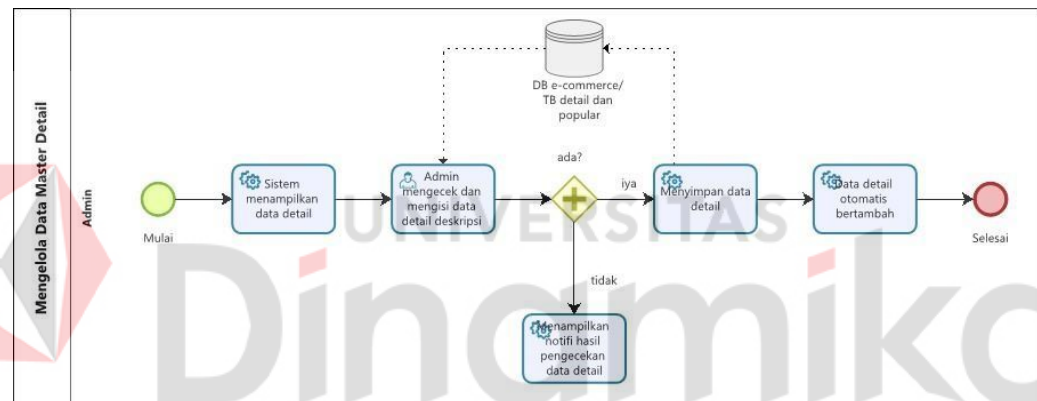 Mengelola Data Master Detail
Admin
DB e-commerce/
TB detail dan
popular
ada?
Mulai
Sistem
menampilkan
data detail
Admin
mengecek dan
mengisi data
detail deskripsi
iya
Menyimpan data
detail
Data detail
otomatis
bertambah
Selesai
tidak
Menampilkan
notifi hasil
pengecekan
data detail
UNIVERSITAS
Dinamika